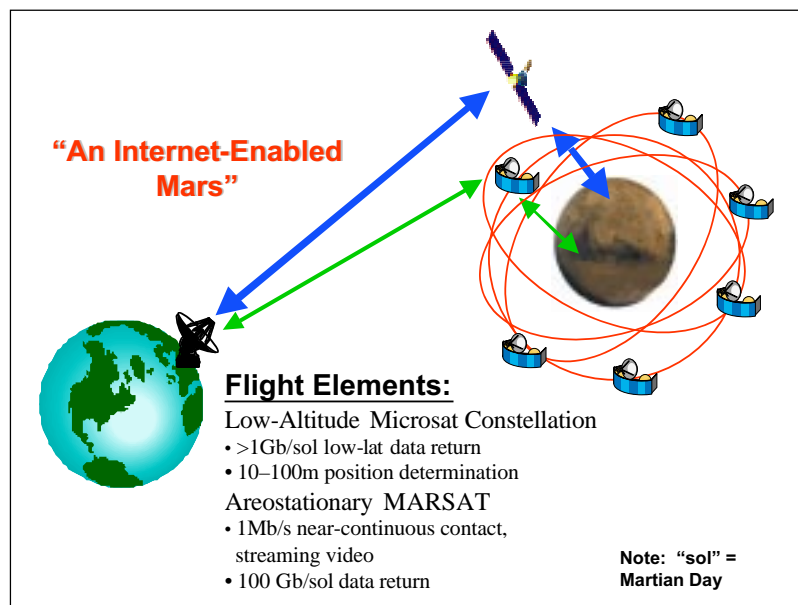 “An Internet-Enabled
Mars”
Flight Elements:
Low-Altitude Microsat Constellation
• >1Gb/sol low-lat data return
• 10–100m position determination
Areostationary MARSAT
• 1Mb/s near-continuous contact,
streaming video
• 100 Gb/sol data return
Note: “sol” =
Martian Day